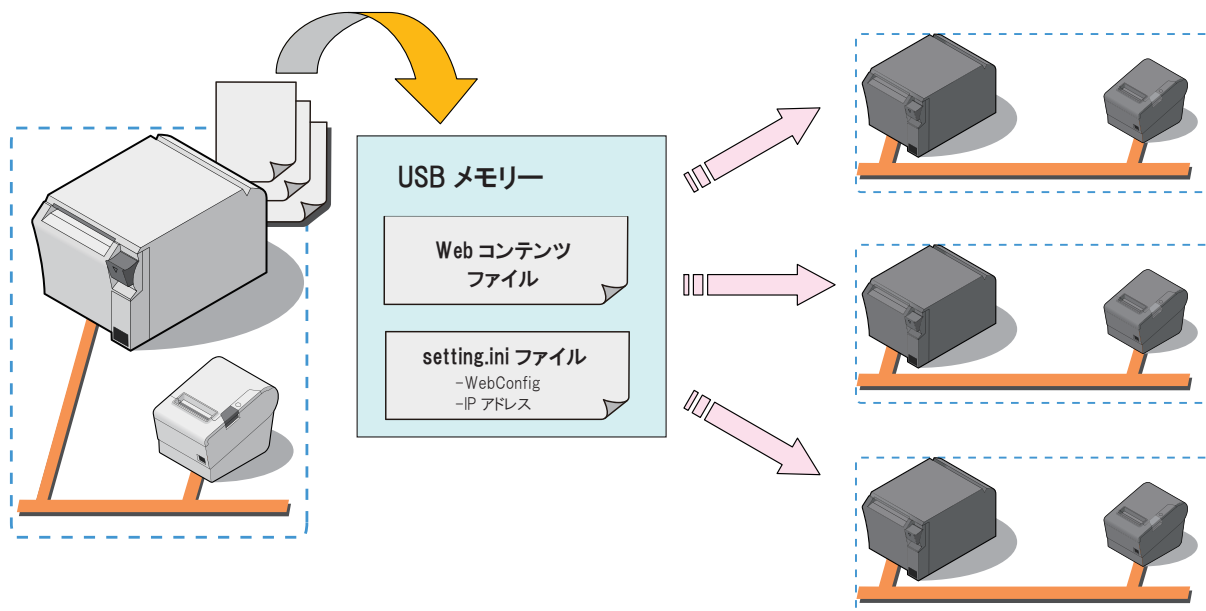 USB メモリー
Web コンテンツ
ファイル
setting.ini ファイル
-WebConfig
-IP アドレス